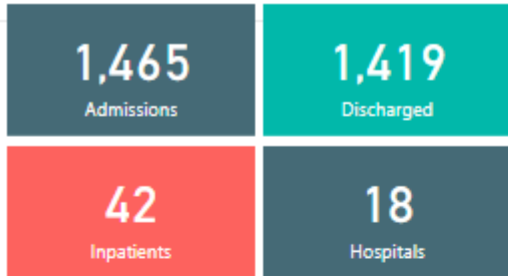 1,465
Admissions
1,419
Discharged
42
Inpatients
18
Hospitals